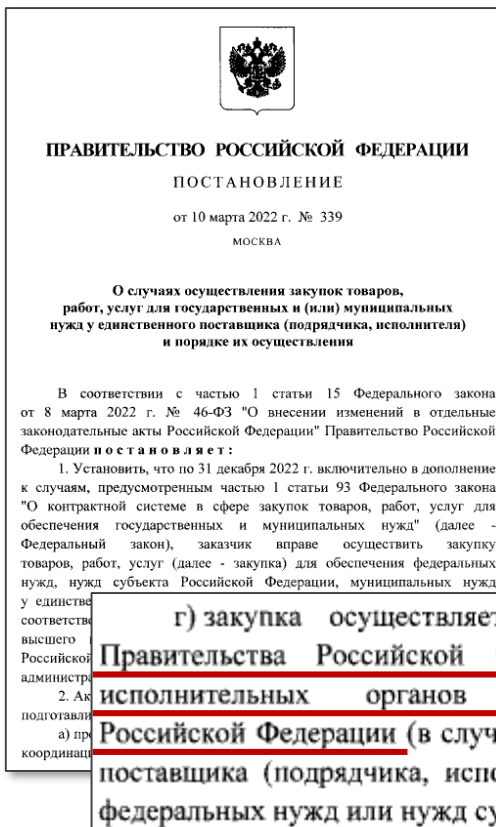 ПРАВИТЕЛЬСТВО РОССИЙСКОЙ ФЕДЕРАЦИИ
ПОСТАНОВЛЕНИЕ
от 10 марта 2022 г. № 339
МОСКВА
О случаях осуществления закупок товаров,
работ, услуг для государственных и (или) муниципальных
нужд у единственного поставщика (подрядчика, исполнителя)
и порядке их осуществления
В соответствии с частью 1 статьи 15 Федерального закона
от 8 марта 2022 г. № 46-ФЗ "О внесении изменений в отдельные
законодательные акты Российской Федерации" Правительство Российской
Федерации постановляет:
1. Установить, что по 31 декабря 2022 г. включительно в дополнение
к случаям, предусмотренным частью 1 статьи 93 Федерального закона
"О контрактной системе в сфере закупок товаров, работ, услуг для
обеспечения государственных и муниципальных нужд" (далее -
Федеральный закон), заказчик вправе осуществить закупку
товаров, работ, услуг (далее - закупка) для обеспечения федеральных
нужд, нужд субъекта Российской Федерации, муниципальных нужд
у единстве
соответстве
высшего
Российской
администра
2. Ак
подготавли
а) пр
координац
г) закупка осуществляет
Правительства Российской
исполнительных органов
Российской Федерации (в случ
поставщика (подрядчика, испо
федеральных нужд или нужд су